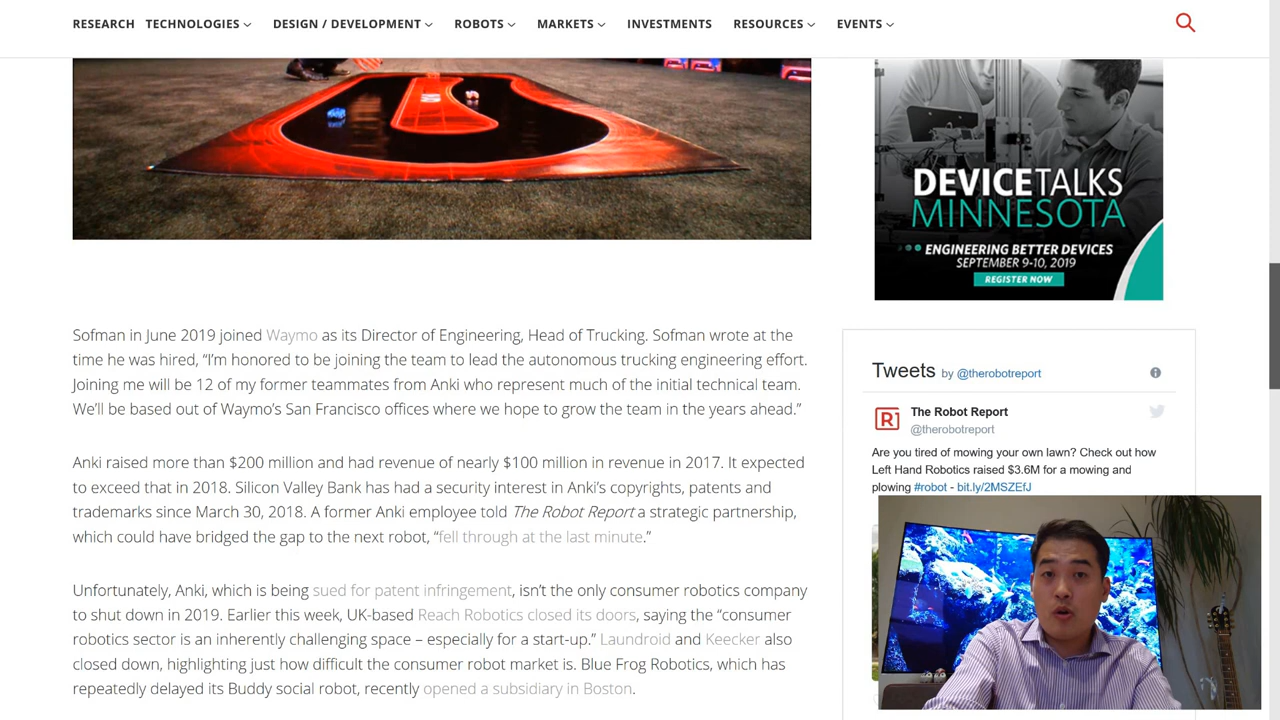 RESEARCH TECHNOLOGIES DESIGN / DEVELOPMENT ROBOTS MARKETS INVESTMENTS RESOURCES EVENTS
DEVICETALKS
MINNESOTA
ENGINEERING BETTER DEVICES
SEPTEMBER 9-10, 2019
REGISTER NOW
Sofman in June 2019 joined Waymo as its Director of Engineering, Head of Trucking. Sofman wrote at the
time he was hired, “I’m honored to be joining the team to lead the autonomous trucking engineering effort.
Joining me will be 12 of my former teammates from Anki who represent much of the initial technical team.
We’ll be based out of Waymo’s San Francisco offices where we hope to grow the team in the years ahead.”
Anki raised more than $200 million and had revenue of nearly $100 million in revenue in 2017. It expected
to exceed that in 2018. Silicon Valley Bank has had a security interest in Anki’s copyrights, patents and
trademarks since March 30, 2018. A former Anki employee told The Robot Report a strategic partnership,
which could have bridged the gap to the next robot, “fell through at the last minute.”
Unfortunately, Anki, which is being sued for patent infringement, isn’t the only consumer robotics company
to shut down in 2019. Earlier this week, UK-based Reach Robotics closed its doors, saying the “consumer
robotics sector is an inherently challenging space – especially for a start-up.” Laundroid and Keecker also
closed down, highlighting just how difficult the consumer robot market is. Blue Frog Robotics, which has
repeatedly delayed its Buddy social robot, recently opened a subsidiary in Boston.
Tweets by @therobotreport
R
The Robot Report
@therobotreport
Are you tired of mowing your own lawn? Check out how
Left Hand Robotics raised $3.6M for a mowing and
plowing #robot - bit.ly/2MSZEfJ